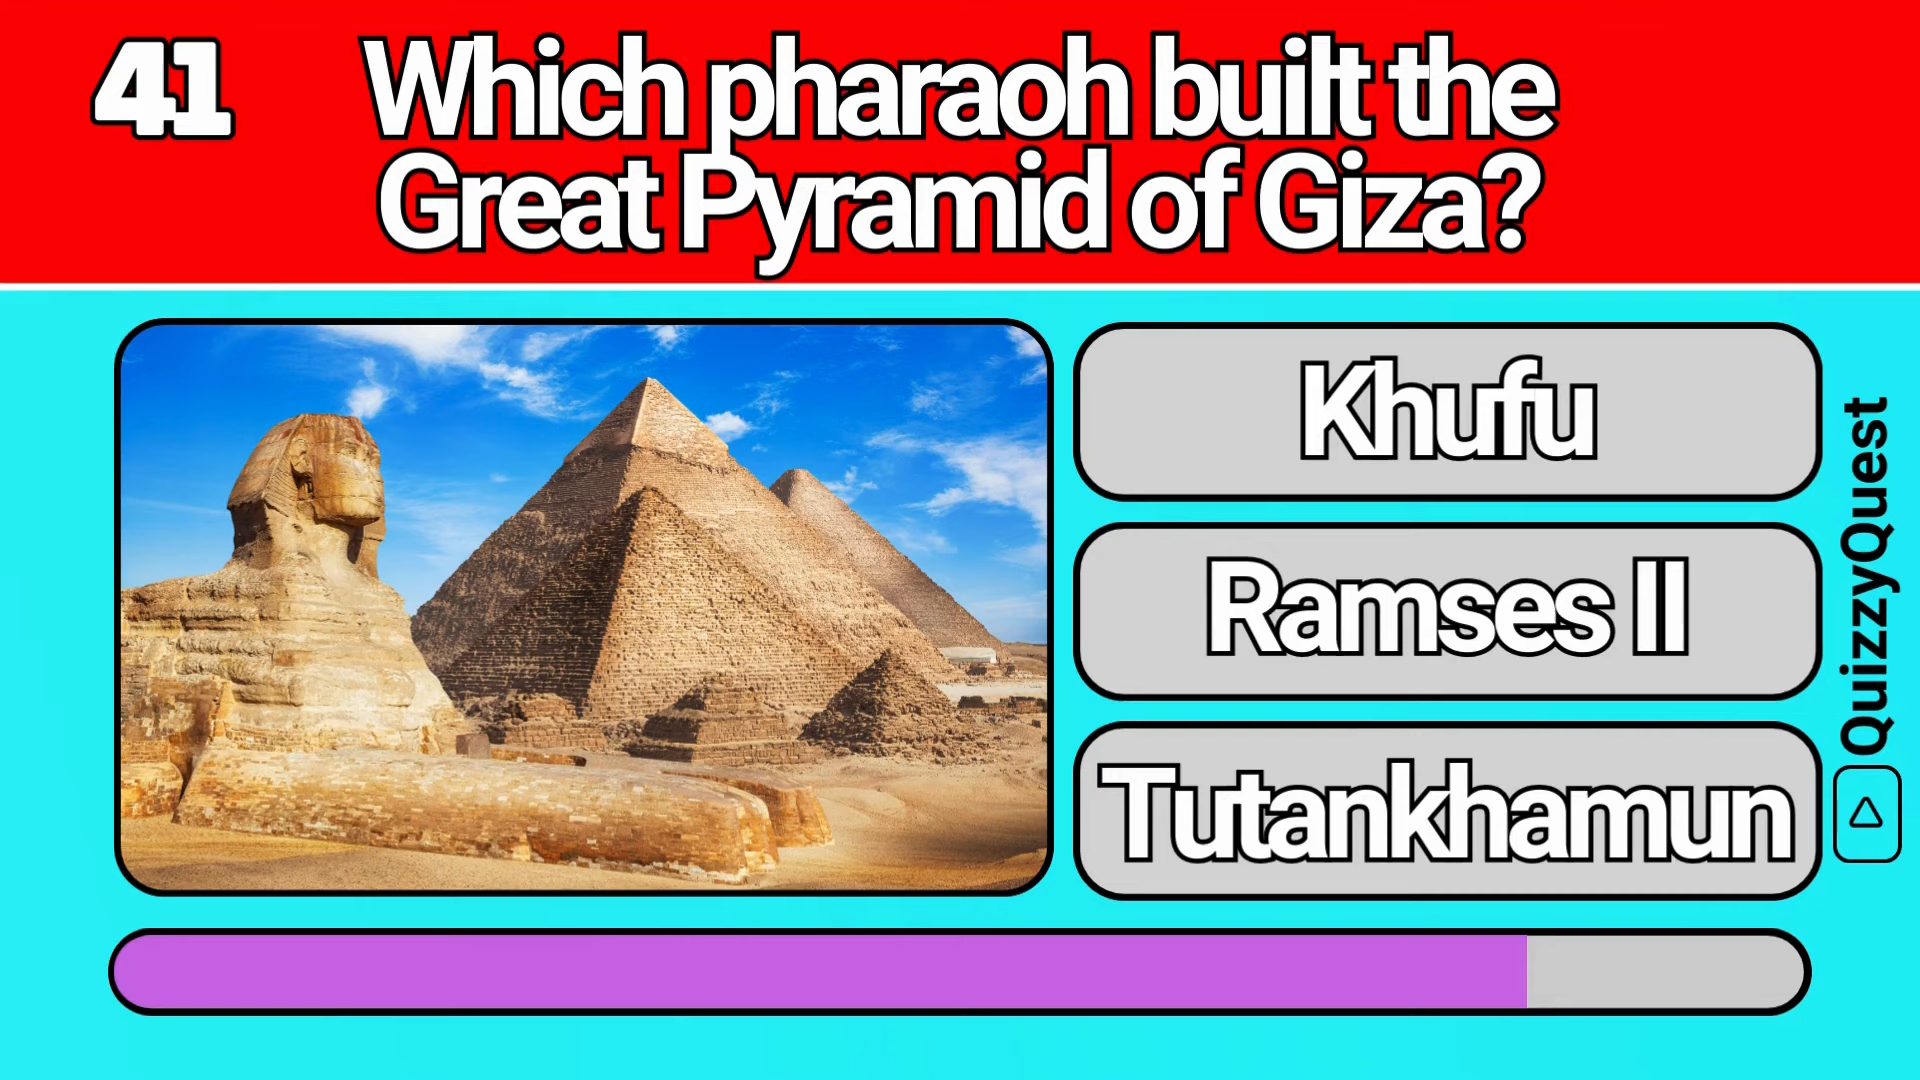 41
Which pharaoh built the
Great Pyramid of Giza?
Khufu
Ramses II
Tutankhamun
QuizzyQuest